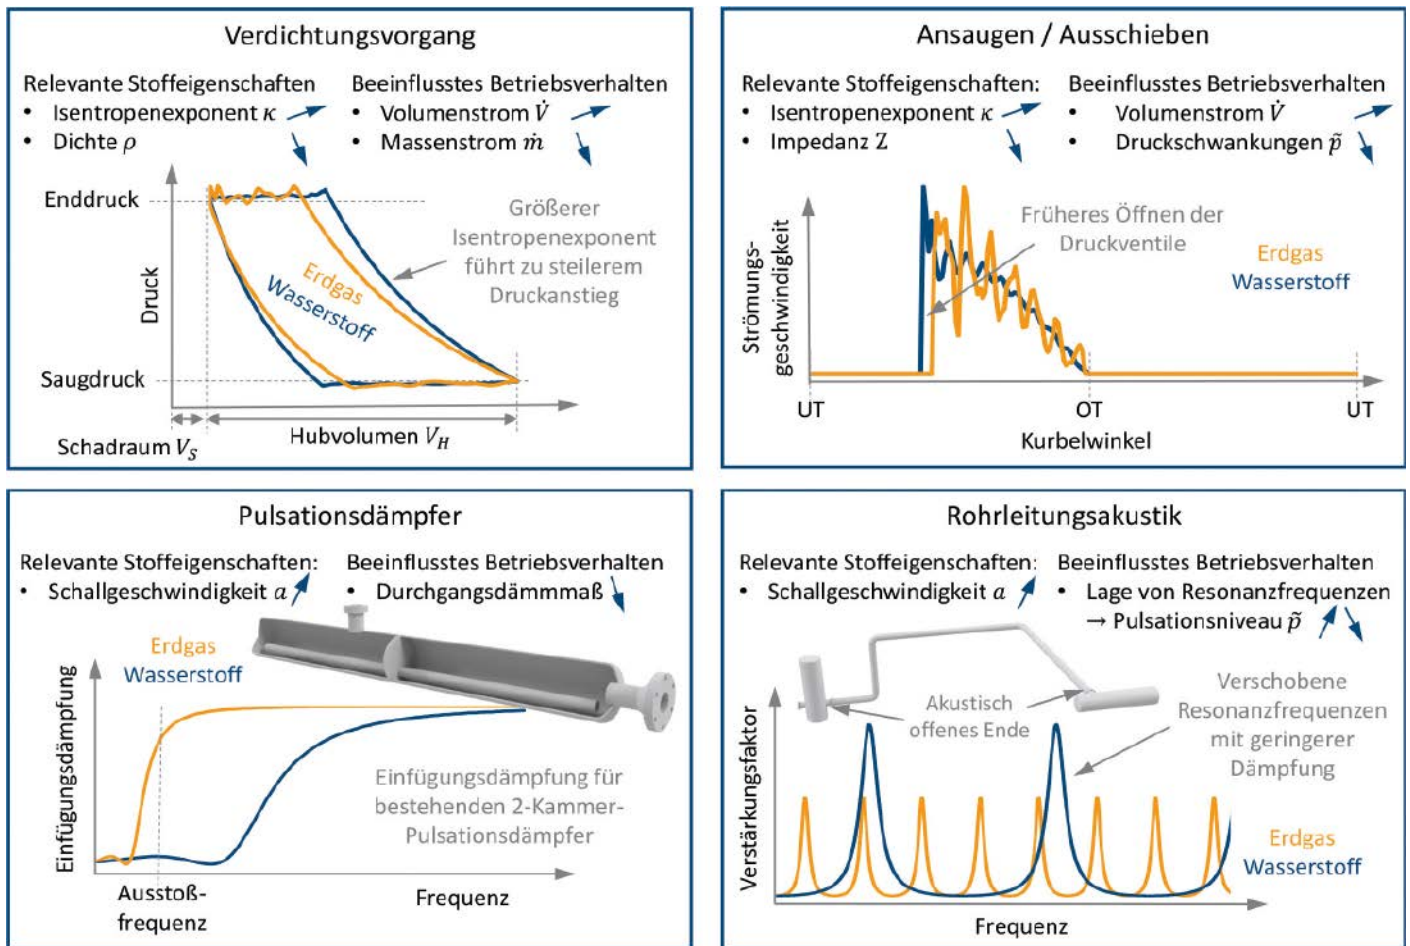 Verdichtungsvorgang
Relevante Stoffeigenschaften
• Isentropenexponent κ
• Dichte ρ
Beeinflusstes Betriebsverhalten
• Volumenstrom V̇
• Massenstrom ṁ
Enddruck
Druck
Saugdruck
Größerer
Isentropenexponent
führt zu steilerem
Druckanstieg
Erdgas
Wasserstoff
Schadraum V_S
Hubvolumen V_H
Ansaugen / Ausschieben
Relevante Stoffeigenschaften:
• Isentropenexponent κ
• Impedanz Z
Beeinflusstes Betriebsverhalten
• Volumenstrom V̇
• Druckschwankungen p̃
Strömungs-
geschwindigkeit
Früheres Öffnen der
Druckventile
Erdgas
Wasserstoff
UT
OT
UT
Kurbelwinkel
Pulsationsdämpfer
Relevante Stoffeigenschaften:
• Schallgeschwindigkeit a
Beeinflusstes Betriebsverhalten
• Durchgangsdämmmaß
Erdgas
Wasserstoff
Einfügungsdämpfung
Einfügungsdämpfung für
bestehenden 2-Kammer-
Pulsationsdämpfer
Ausstoß-
frequenz
Frequenz
Rohrleitungsakustik
Relevante Stoffeigenschaften:
• Schallgeschwindigkeit a
Beeinflusstes Betriebsverhalten
• Lage von Resonanzfrequenzen
→ Pulsationsniveau p̃
Verstärkungsfaktor
Akustisch
offenes Ende
Verschobene
Resonanzfrequenzen
mit geringerer
Dämpfung
Erdgas
Wasserstoff
Frequenz